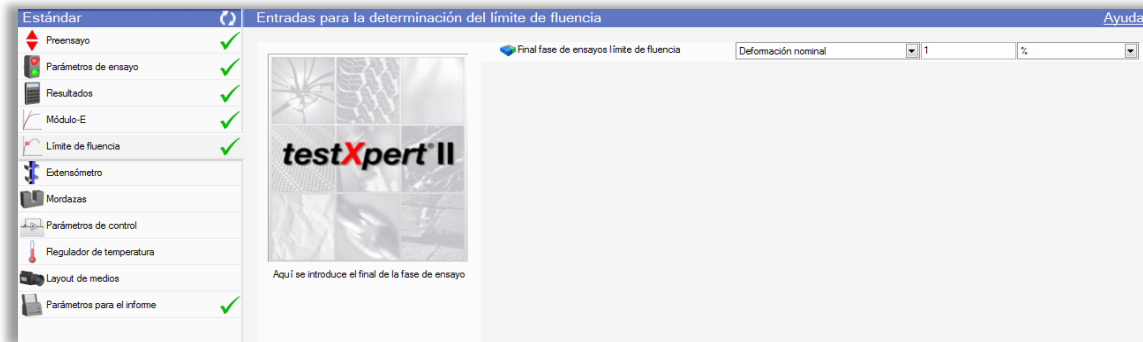 Estándar
Entradas para la determinación del límite de fluencia
Ayuda
Preensayo
Final fase de ensayos límite de fluencia
Deformación nominal
1
%
Parámetros de ensayo
Resultados
Módulo-E
Límite de fluencia
testXpert®II
Extensómetro
Mordazas
Parámetros de control
Regulador de temperatura
Layout de medios
Aquí se introduce el final de la fase de ensayo
Parámetros para el informe